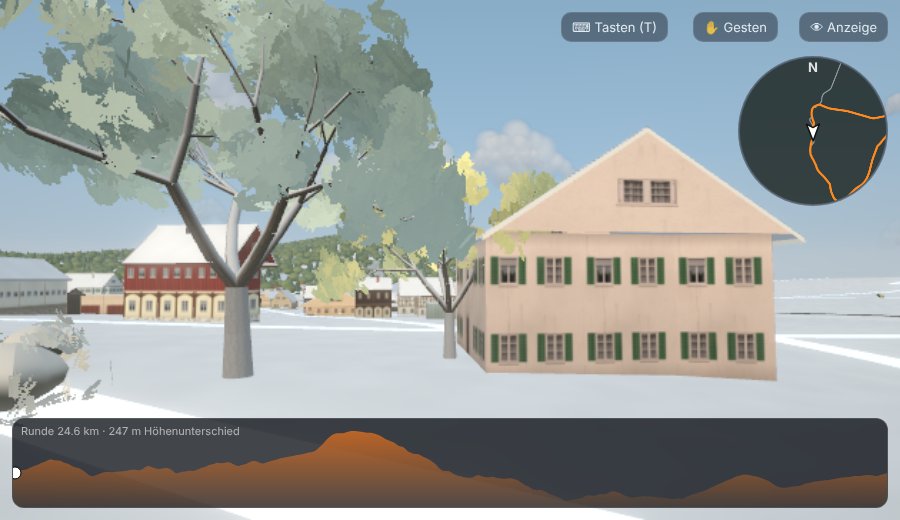 ⌨ Tasten (T)
✋ Gesten
👁 Anzeige
N
Runde 24.6 km · 247 m Höhenunterschied